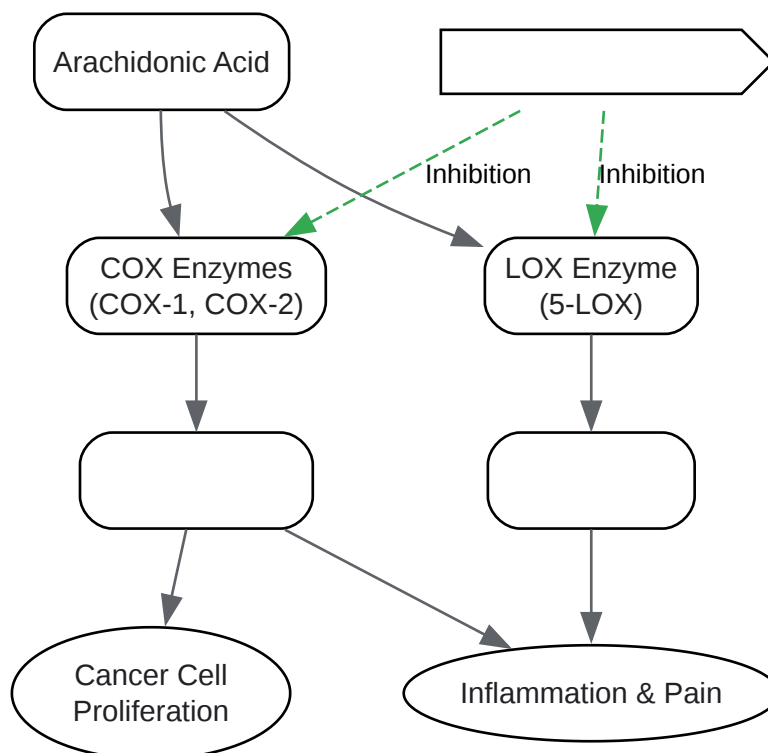 Arachidonic Acid
Inhibition
Inhibition
COX Enzymes
(COX-1, COX-2)
LOX Enzyme
(5-LOX)
Cancer Cell
Proliferation
Inflammation & Pain